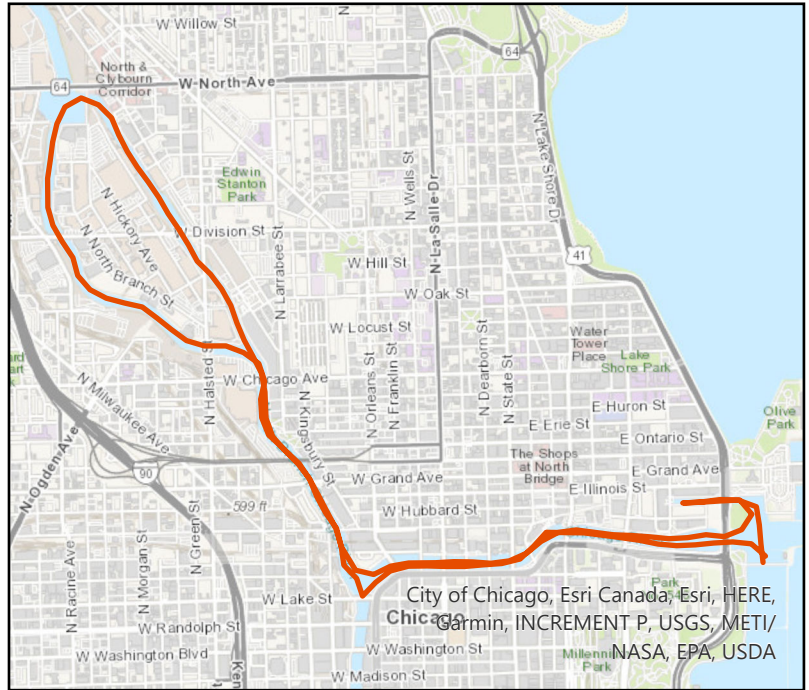 N
W Willow St
64
North &
Clybourn
Corridor
64
W-North-Ave
N Lake Shore Dr
Edwin
Stanton
Park
N Wells St
N Hickory Ave
N-La-Salle-Dr
W Division St
N North Branch St
N Larrabee St
41
W Hill St
W Oak St
W Locust St
N Halsted St
N Orleans St
N Franklin St
N Dearborn St
N State St
Water
Tower
Place
Lake
Shore Park
W Chicago Ave
N Milwaukee Ave
N Kingsbury St
E Huron St
E Erie St
Olive
Park
E Ontario St
N-Ogden-Ave
90
The Shops
at North
Bridge
W Grand Ave
E Grand Ave
E Illinois St
599 ft
W Hubbard St
N Green St
N Morgan St
N Racine Ave
W Lake St
Park
Chicago
City of Chicago, Esri Canada, Esri, HERE,
Garmin, INCREMENT P, USGS, METI/
NASA, EPA, USDA
W Randolph St
W Washington Blvd
W Washington St
Park
W Madison St